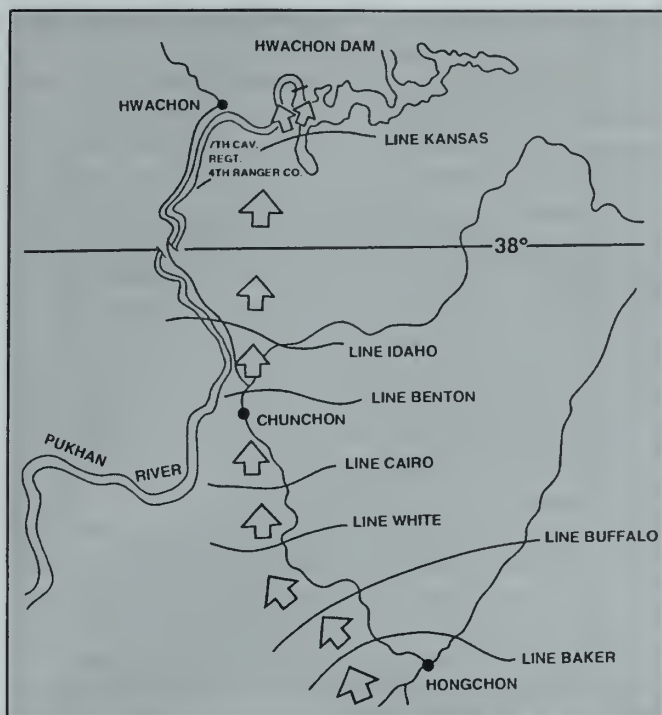 HWACHON DAM
HWACHON
LINE KANSAS
7TH CAV.
REGT.
4TH RANGER CO.
38°
LINE IDAHO
LINE BENTON
CHUNCHON
PUKHAN
RIVER
LINE CAIRO
LINE WHITE
LINE BUFFALO
LINE BAKER
HONGCHON